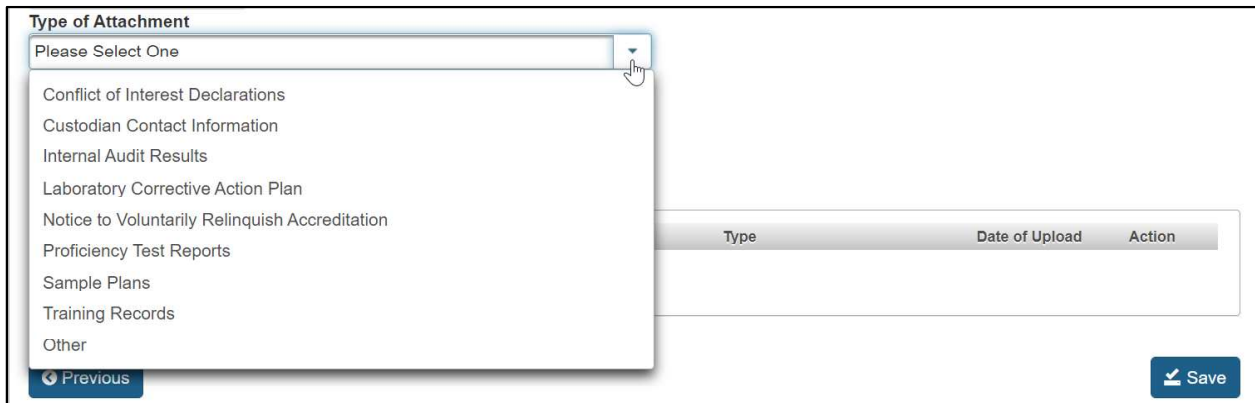 Type of Attachment
Please Select One
Conflict of Interest Declarations
Custodian Contact Information
Internal Audit Results
Laboratory Corrective Action Plan
Notice to Voluntarily Relinquish Accreditation
Proficiency Test Reports
Sample Plans
Training Records
Other
Type Date of Upload Action
Previous
Save